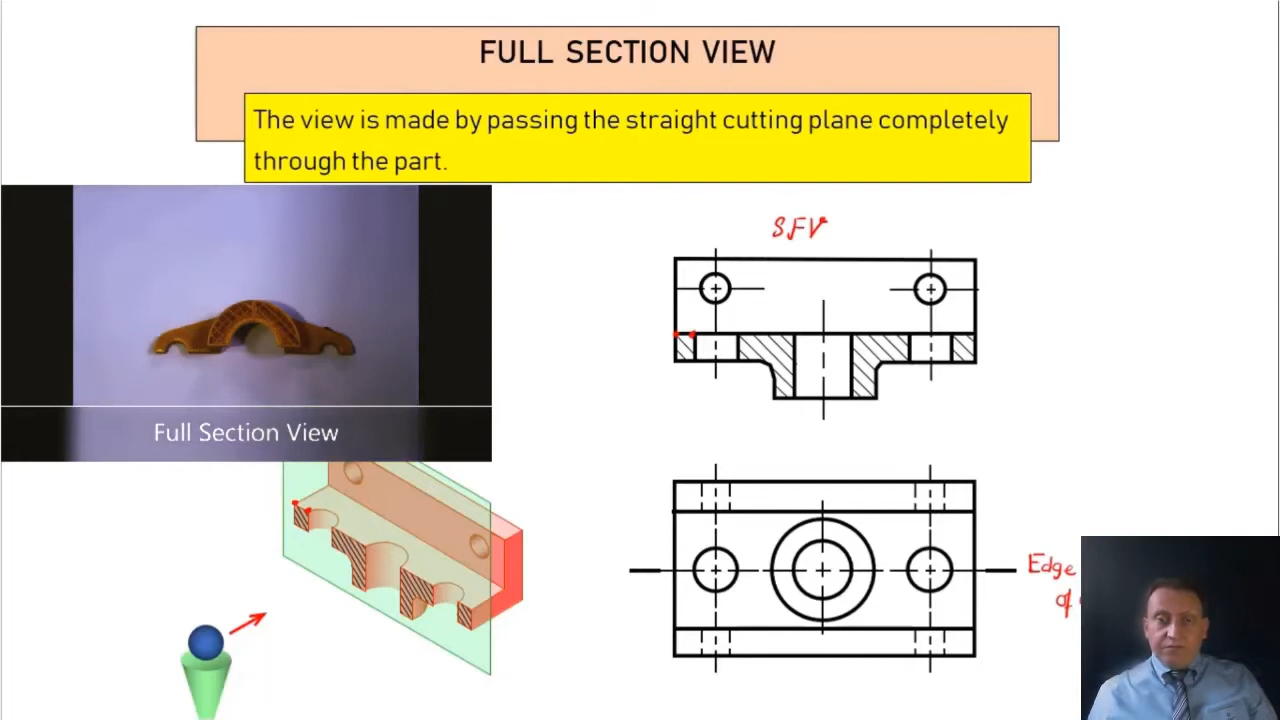 FULL SECTION VIEW
The view is made by passing the straight cutting plane completely
through the part.
S.F.V
Full Section View
Edge
of